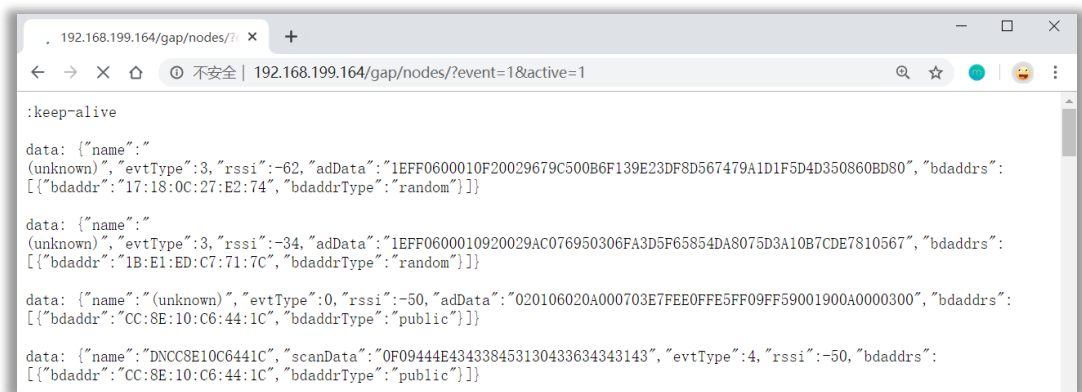 192.168.199.164/gap/nodes/?
不安全 | 192.168.199.164/gap/nodes/?event=1&active=1
:keep-alive
data: {"name":"
(unknown)","evtType":3,"rssi":-62,"adData":"1EFF0600010F20029679C500B6F139E23DF8D567479A1D1F5D4D350860BD80","bdaddrs":
[{"bdaddr":"17:18:0C:27:E2:74","bdaddrType":"random"}]}
data: {"name":"
(unknown)","evtType":3,"rssi":-34,"adData":"1EFF0600010920029AC076950306FA3D5F65854DA8075D3A10B7CDE7810567","bdaddrs":
[{"bdaddr":"1B:E1:ED:C7:71:7C","bdaddrType":"random"}]}
data: {"name":"(unknown)","evtType":0,"rssi":-50,"adData":"020106020A000703E7FEE0FFE5FF09FF59001900A0000300","bdaddrs":
[{"bdaddr":"CC:8E:10:C6:44:1C","bdaddrType":"public"}]}
data: {"name":"DNCC8E10C6441C","scanData":"0F09444E434338453130433634343143","evtType":4,"rssi":-50,"bdaddrs":
[{"bdaddr":"CC:8E:10:C6:44:1C","bdaddrType":"public"}]}